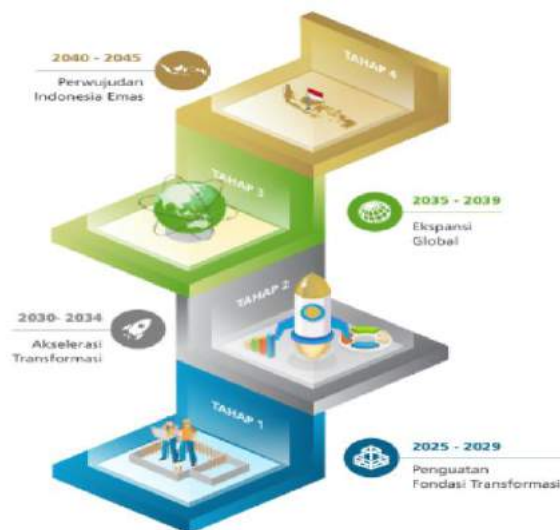 2040 - 2045
Perwujudan
Indonesia Emas
TAHAP 4
TAHAP 3
2035 - 2039
Ekspansi
Global
TAHAP 2
2030- 2034
Akselerasi
Transformasi
TAHAP 1
2025 - 2029
Penguatan
Fondasi Transformasi